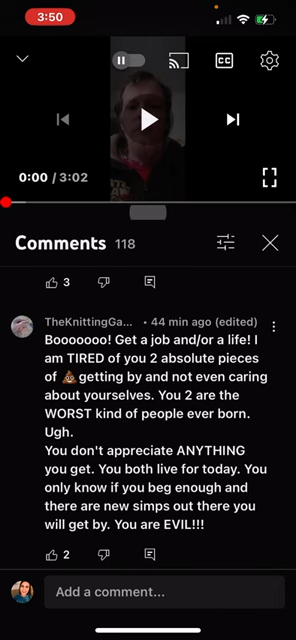 3:50
CC
0:00 / 3:02
Comments 118
3
TheKnittingGa... • 44 min ago (edited)
Booooooo! Get a job and/or a life! I
am TIRED of you 2 absolute pieces
of 💩getting by and not even caring
about yourselves. You 2 are the
WORST kind of people ever born.
Ugh.
You don't appreciate ANYTHING
you get. You both live for today. You
only know if you beg enough and
there are new simps out there you
will get by. You are EVIL!!!
2
Add a comment...